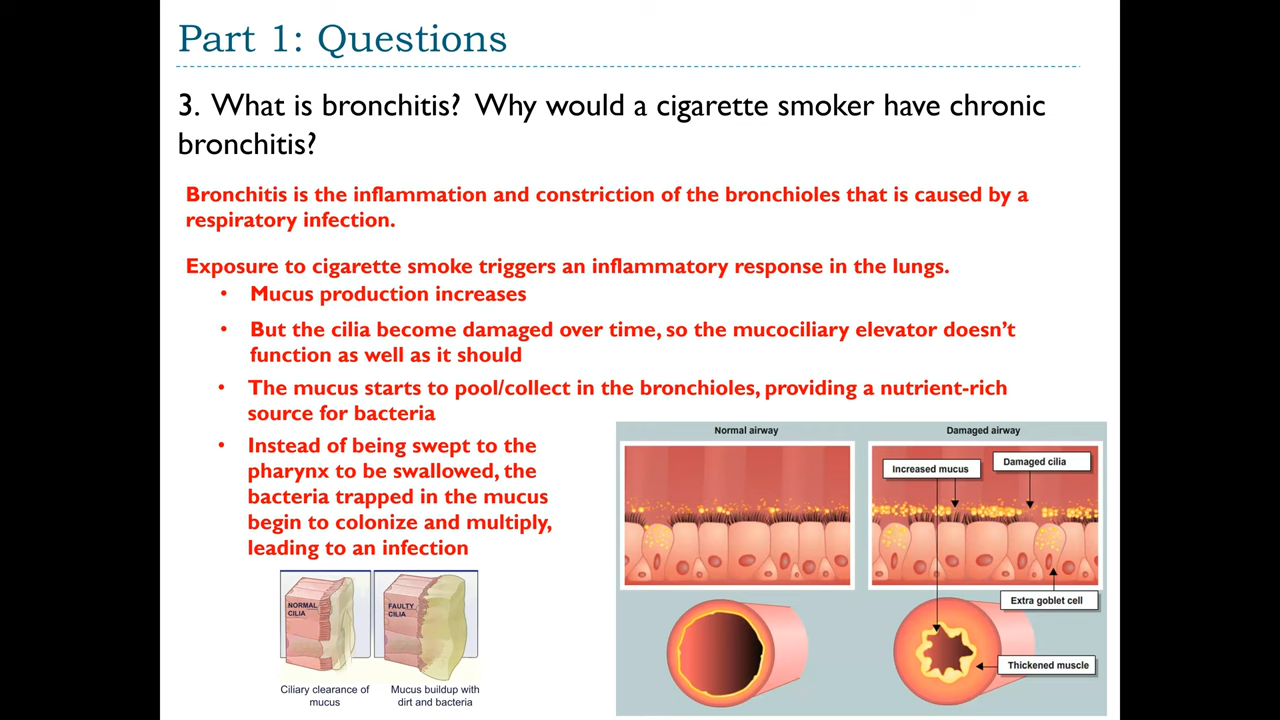 Part 1: Questions
3. What is bronchitis? Why would a cigarette smoker have chronic
bronchitis?
Bronchitis is the inflammation and constriction of the bronchioles that is caused by a
respiratory infection.
Exposure to cigarette smoke triggers an inflammatory response in the lungs.
• Mucus production increases
• But the cilia become damaged over time, so the mucociliary elevator doesn't
function as well as it should
• The mucus starts to pool/collect in the bronchioles, providing a nutrient-rich
source for bacteria
• Instead of being swept to the
pharynx to be swallowed, the
bacteria trapped in the mucus
begin to colonize and multiply,
leading to an infection
NORMAL
CILIA
FAULTY
CILIA
Ciliary clearance of
mucus
Mucus buildup with
dirt and bacteria
Normal airway
Damaged airway
Increased mucus
Damaged cilia
Extra goblet cell
Thickened muscle